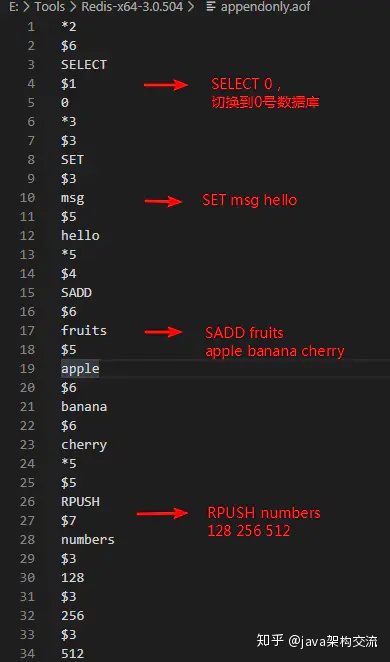 E: > Tools > Redis-x64-3.0.504 > appendonly.aof
1 *2
2 $6
3 SELECT
4 $1
5 0
SELECT 0，
切换到0号数据库
6 *3
7 $3
8 SET
9 $3
10 msg
11 $5
12 hello
SET msg hello
13 *5
14 $4
15 SADD
16 $6
17 fruits
18 $5
19 apple
20 $6
21 banana
22 $6
23 cherry
SADD fruits
apple banana cherry
24 *5
25 $5
26 RPUSH
27 $7
28 numbers
29 $3
30 128
31 $3
32 256
33 $3
34 512
RPUSH numbers
128 256 512
知乎 @java架构交流